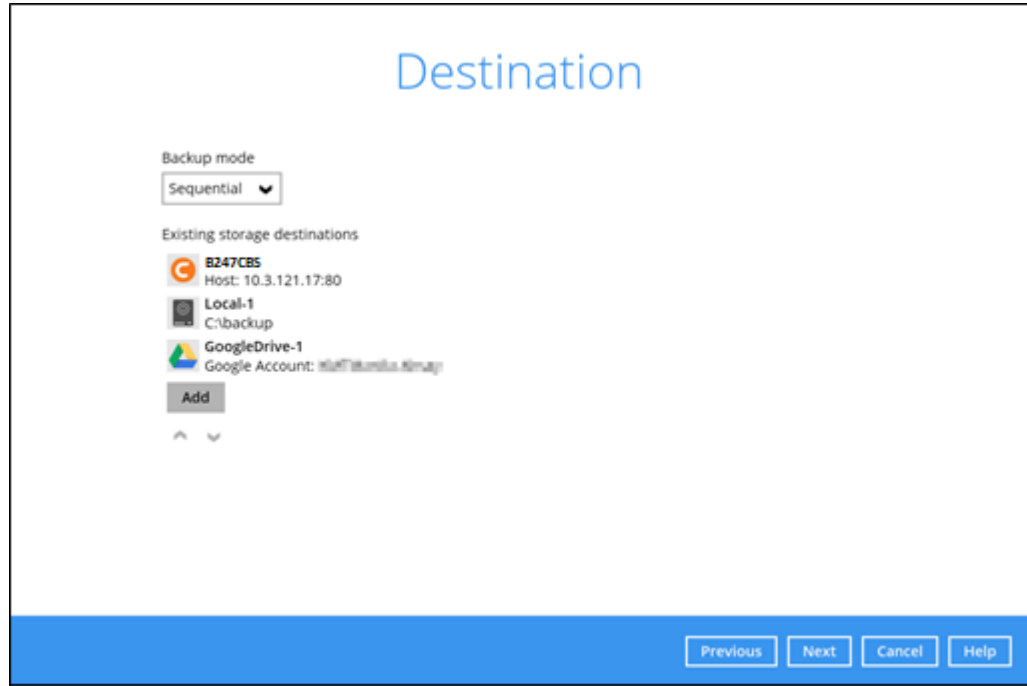 Destination
Backup mode
Sequential
Existing storage destinations
B247CBS
Host: 10.3.121.17:80
Local-1
C:\backup
GoogleDrive-1
Google Account:
Add
Previous Next Cancel Help